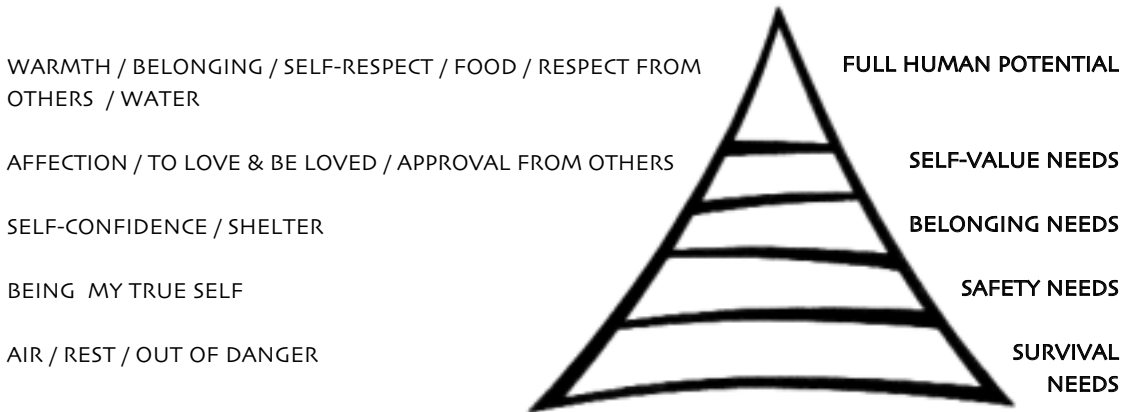 WARMTH / BELONGING / SELF-RESPECT / FOOD / RESPECT FROM
OTHERS / WATER
FULL HUMAN POTENTIAL
AFFECTION / TO LOVE & BE LOVED / APPROVAL FROM OTHERS
SELF-VALUE NEEDS
SELF-CONFIDENCE / SHELTER
BELONGING NEEDS
BEING MY TRUE SELF
SAFETY NEEDS
AIR / REST / OUT OF DANGER
SURVIVAL
NEEDS